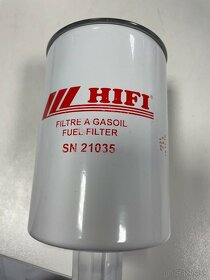 HIFI
FILTRE A GASOIL
FUEL FILTER
SN 21035